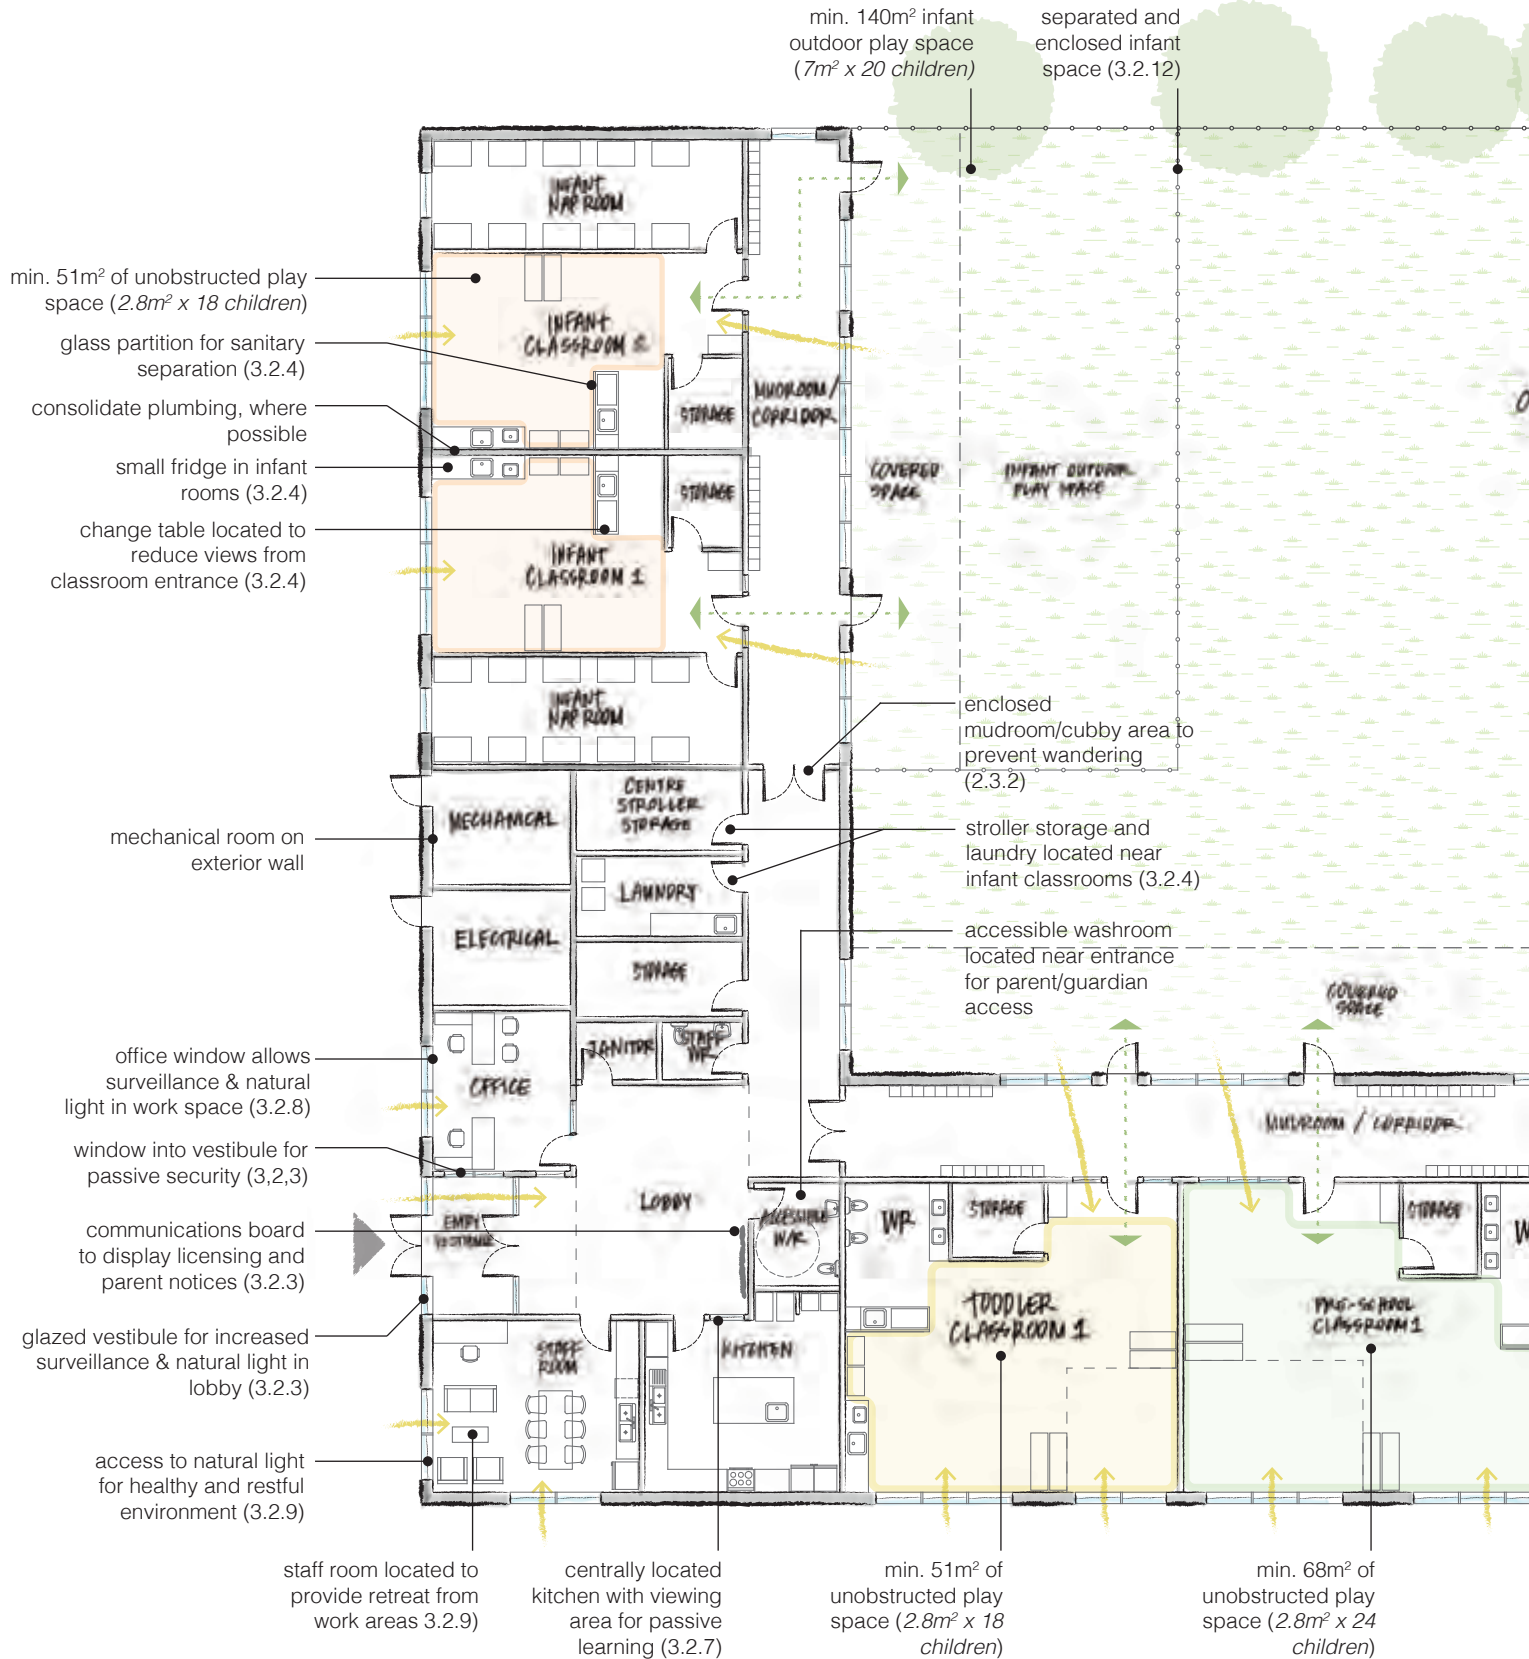 min. 140m² infant
outdoor play space
(7m² x 20 children)
separated and
enclosed infant
space (3.2.12)
INFANT
NAP ROOM
min. 51m² of unobstructed play
space (2.8m² x 18 children)
INFANT
CLASSROOM 2
glass partition for sanitary
separation (3.2.4)
MUDROOM/
CORRIDOR
STORAGE
consolidate plumbing, where
possible
small fridge in infant
rooms (3.2.4)
COVERED
SPACE
INFANT OUTDOOR
PLAY SPACE
STORAGE
change table located to
reduce views from
classroom entrance (3.2.4)
INFANT
CLASSROOM 1
INFANT
NAP ROOM
enclosed
mudroom/cubby area to
prevent wandering
(2.3.2)
CENTRE
STROLLER
STORAGE
MECHANICAL
mechanical room on
exterior wall
stroller storage and
laundry located near
infant classrooms (3.2.4)
LAUNDRY
ELECTRICAL
accessible washroom
located near entrance
for parent/guardian
access
STORAGE
COVERED
SPACE
JANITOR
STAFF
WR
office window allows
surveillance & natural
light in work space (3.2.8)
OFFICE
MUDROOM / CORRIDOR
window into vestibule for
passive security (3,2,3)
LOBBY
ACCESSIBLE
W/R
WR
STORAGE
STORAGE
ENTRY
VESTIBULE
communications board
to display licensing and
parent notices (3.2.3)
TODDLER
CLASSROOM 1
PRE-SCHOOL
CLASSROOM 1
glazed vestibule for increased
surveillance & natural light in
lobby (3.2.3)
STAFF
ROOM
KITCHEN
access to natural light
for healthy and restful
environment (3.2.9)
staff room located to
provide retreat from
work areas 3.2.9)
centrally located
kitchen with viewing
area for passive
learning (3.2.7)
min. 51m² of
unobstructed play
space (2.8m² x 18
children)
min. 68m² of
unobstructed play
space (2.8m² x 24
children)